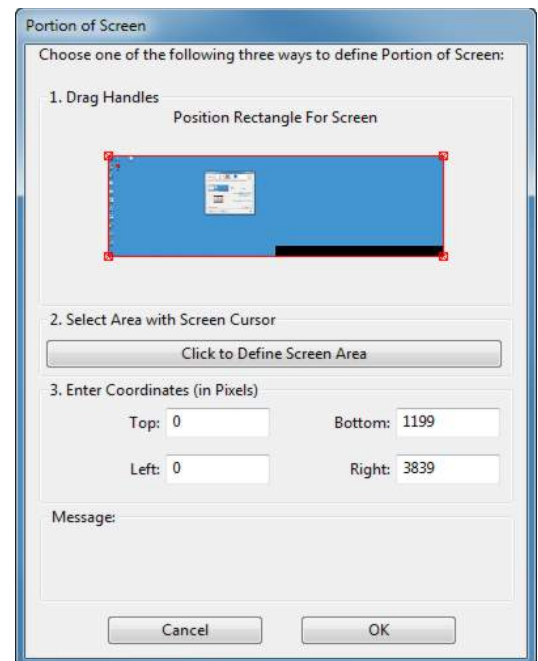 Portion of Screen
Choose one of the following three ways to define Portion of Screen:
1. Drag Handles
Position Rectangle For Screen
2. Select Area with Screen Cursor
Click to Define Screen Area
3. Enter Coordinates (in Pixels)
Top: 0 Bottom: 1199
Left: 0 Right: 3839
Message:
Cancel OK